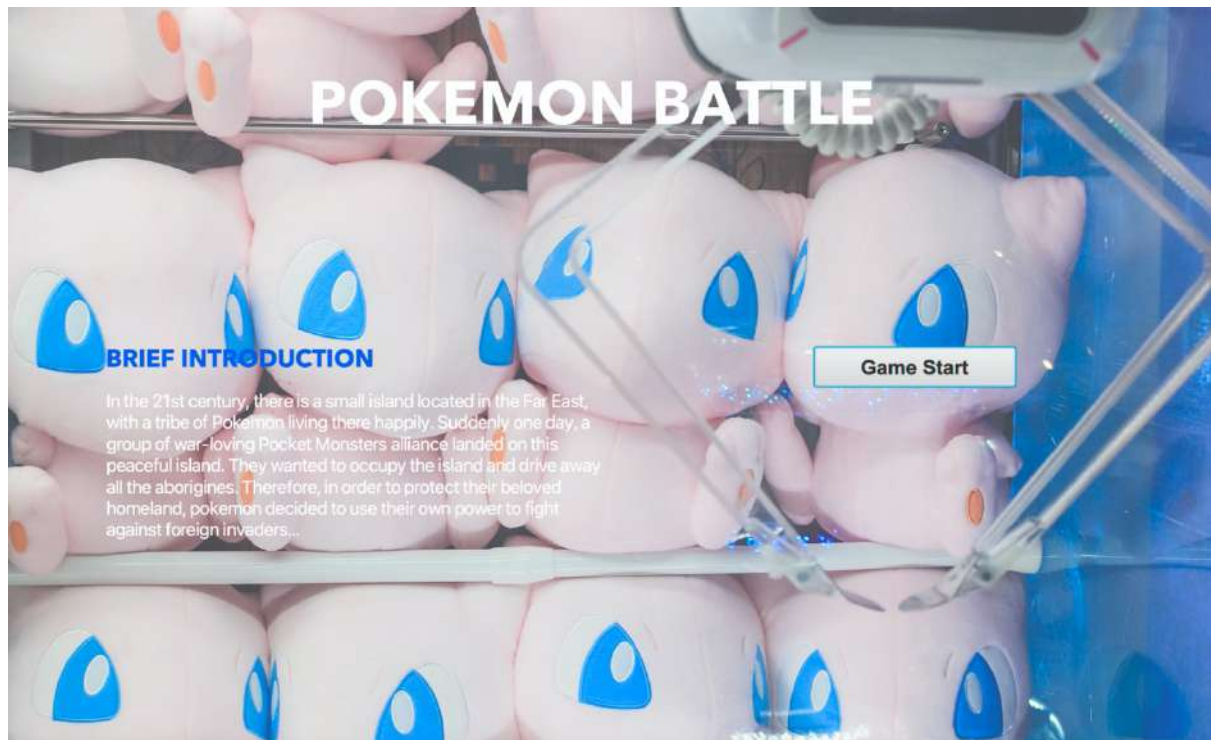 POKEMON BATTLE
BRIEF INTRODUCTION
Game Start
In the 21st century, there is a small island located in the Far East,
with a tribe of Pokemon living there happily. Suddenly one day, a
group of war-loving Pocket Monsters alliance landed on this
peaceful island. They wanted to occupy the island and drive away
all the aborigines. Therefore, in order to protect their beloved
homeland, pokemon decided to use their own power to fight
against foreign invaders...